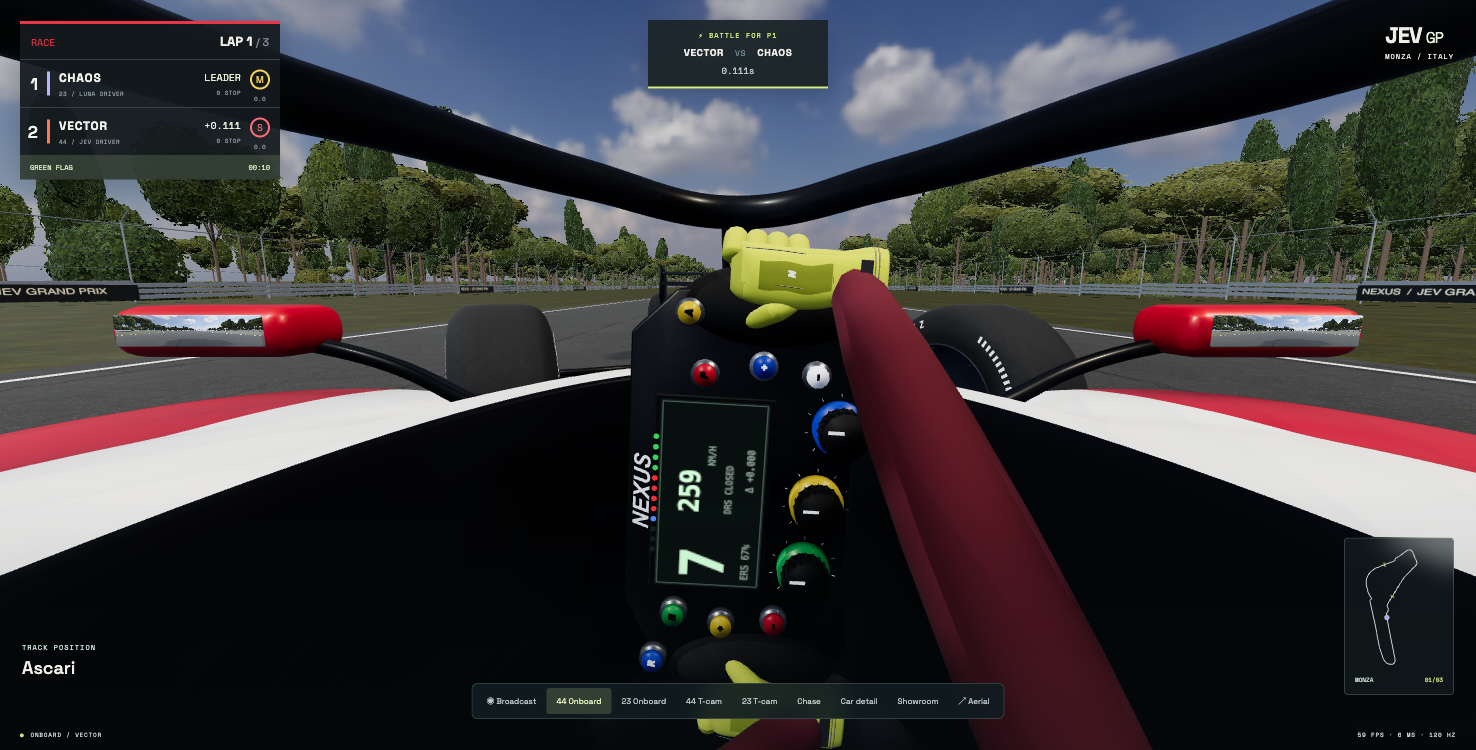 RACE
LAP 1 / 3
1 CHAOS LEADER M
23 / LUNA DRIVER 0 STOP 0.0
2 VECTOR +0.111 S
44 / JEV DRIVER 0 STOP 0.0
GREEN FLAG 00:10
⚡ BATTLE FOR P1
VECTOR VS CHAOS
0.111s
JEV GP
MONZA / ITALY
JEV GRAND PRIX
NEXUS / JEV GRA
NEXUS
7
259
KM/H
DRS CLOSED
ERS 67%
Δ +0.000
TRACK POSITION
Ascari
MONZA 01/03
Broadcast
44 Onboard
23 Onboard
44 T-cam
23 T-cam
Chase
Car detail
Showroom
Aerial
ONBOARD / VECTOR
59 FPS · 6 MS · 120 HZ